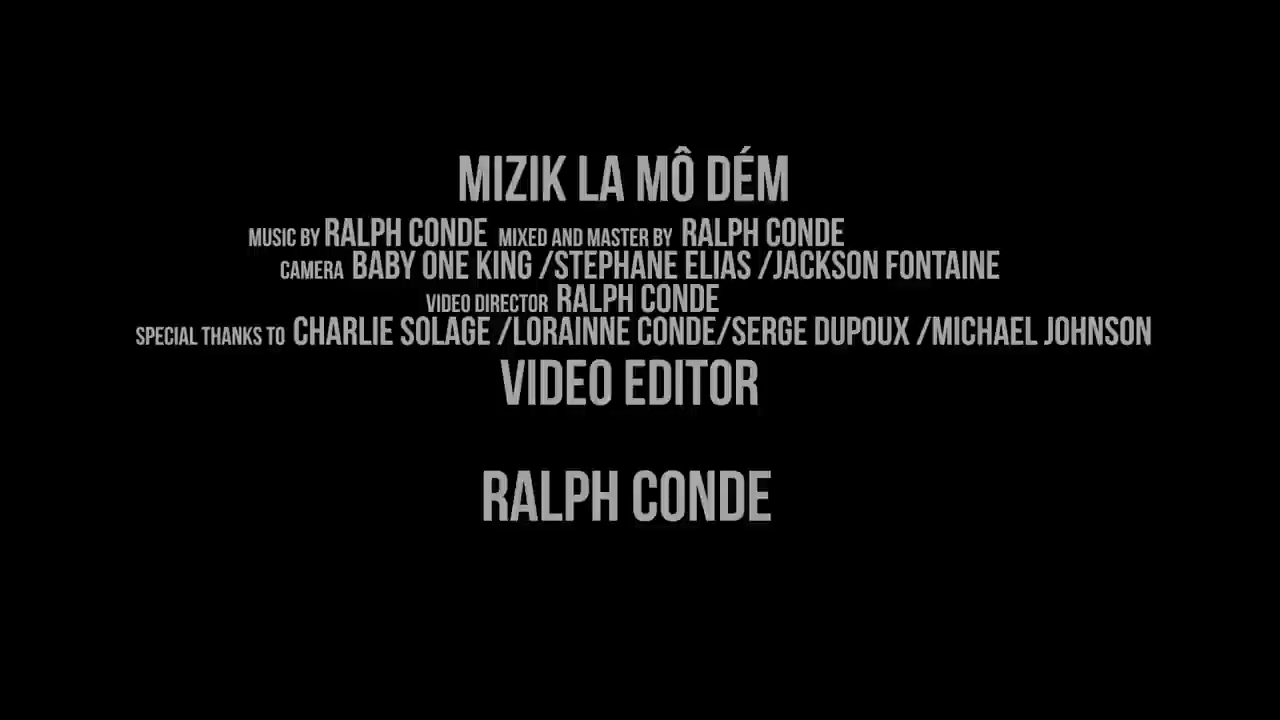 MIZIK LA MÔ DÉM
MUSIC BY RALPH CONDE MIXED AND MASTER BY RALPH CONDE
CAMERA BABY ONE KING /STEPHANE ELIAS /JACKSON FONTAINE
VIDEO DIRECTOR RALPH CONDE
SPECIAL THANKS TO CHARLIE SOLAGE /LORAINNE CONDE/SERGE DUPOUX /MICHAEL JOHNSON
VIDEO EDITOR
RALPH CONDE